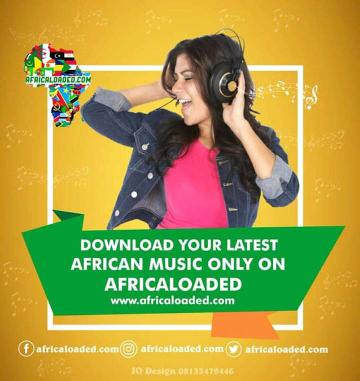 AFRICALOADED.COM
DOWNLOAD YOUR LATEST
AFRICAN MUSIC ONLY ON
AFRICALOADED
www.africaloaded.com
africaloaded.com africaloaded.com africaloaded.com
JO Design 08133479446